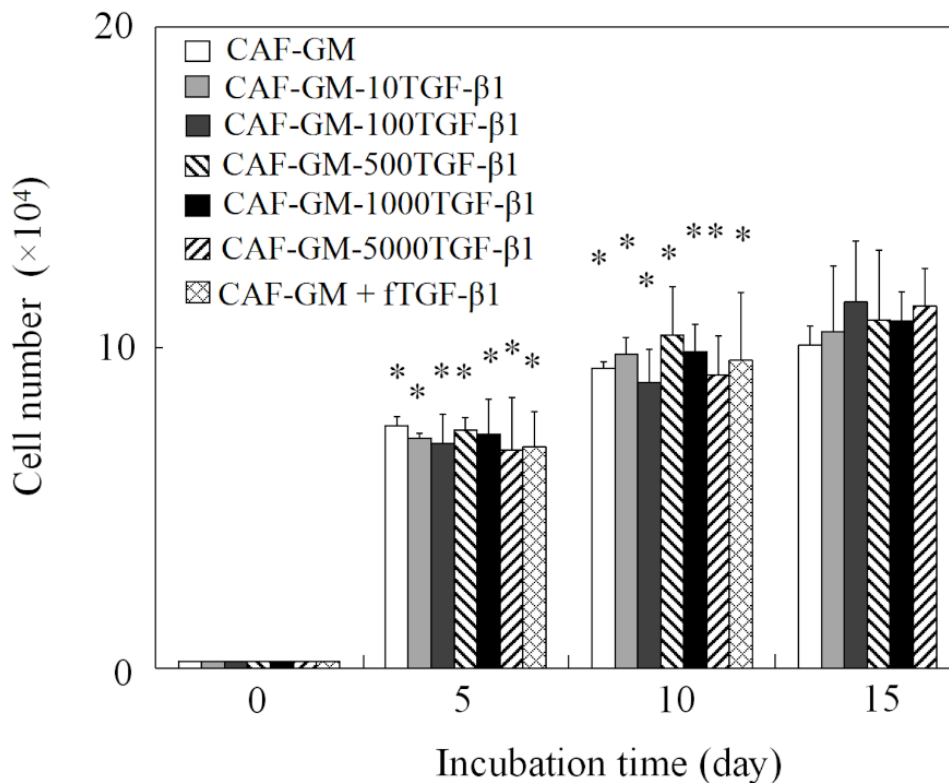 20
CAF-GM
CAF-GM-10TGF-β1
CAF-GM-100TGF-β1
CAF-GM-500TGF-β1
CAF-GM-1000TGF-β1
CAF-GM-5000TGF-β1
CAF-GM + fTGF-β1
Cell number (×10⁴)
* * * * * * *
10
* * * * * * *
0
0 5 10 15
Incubation time (day)